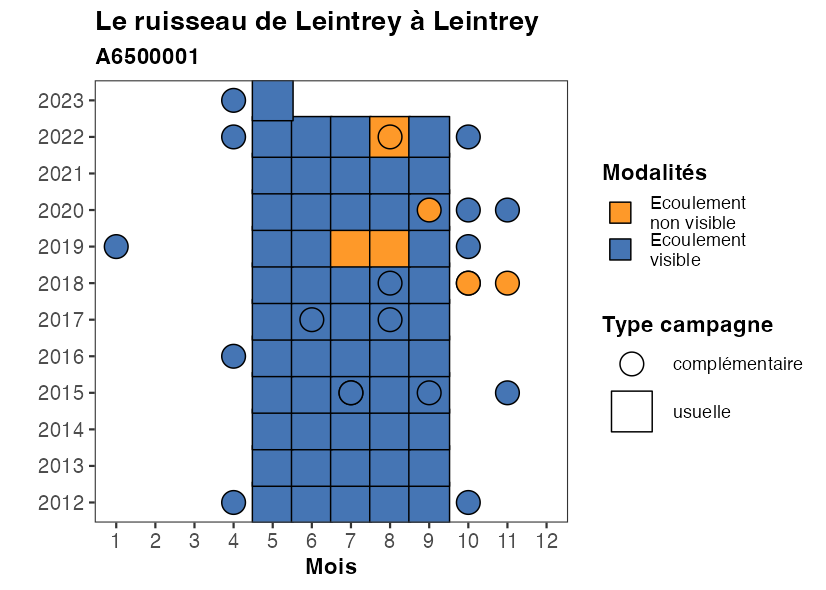 Le ruisseau de Leintrey à Leintrey
A6500001
2023
2022
2021
2020
2019
2018
2017
2016
2015
2014
2013
2012
1 2 3 4 5 6 7 8 9 10 11 12
Mois
Modalités
Ecoulement
non visible
Ecoulement
visible
Type campagne
complémentaire
usuelle